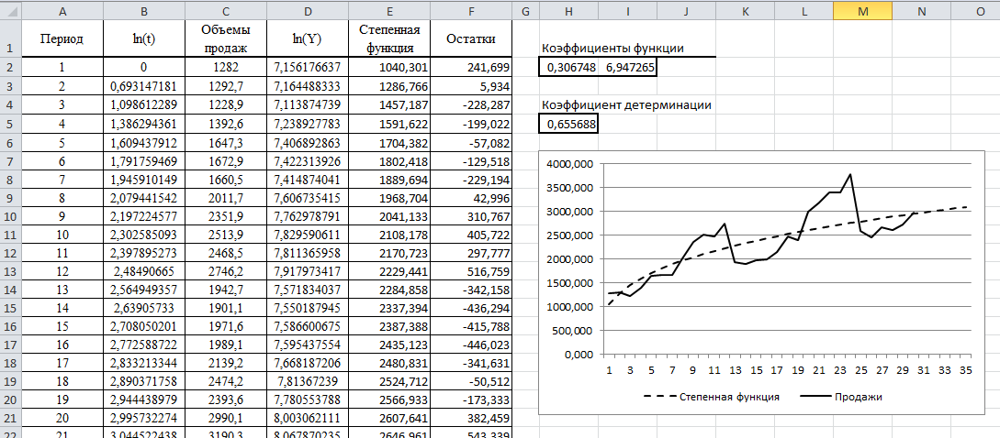 A B C D E F G H I J K L M N O
1 Период ln(t) Объемы продаж ln(Y) Степенная функция Остатки Коэффициенты функции
2 1 0 1282 7,156176637 1040,301 241,699 0,306748 6,947265
3 2 0,693147181 1292,7 7,164488333 1286,766 5,934
4 3 1,098612289 1228,9 7,113874739 1457,187 -228,287 Коэффициент детерминации
5 4 1,386294361 1392,6 7,238927783 1591,622 -199,022 0,655688
6 5 1,609437912 1647,3 7,406892863 1704,382 -57,082
7 6 1,791759469 1672,9 7,422313926 1802,418 -129,518
8 7 1,945910149 1660,5 7,414874041 1889,694 -229,194
9 8 2,079441542 2011,7 7,606735415 1968,704 42,996
10 9 2,197224577 2351,9 7,762978791 2041,133 310,767
11 10 2,302585093 2513,9 7,829590611 2108,178 405,722
12 11 2,397895273 2468,5 7,811365958 2170,723 297,777
13 12 2,48490665 2746,2 7,917973417 2229,441 516,759
14 13 2,564949357 1942,7 7,571834037 2284,858 -342,158
15 14 2,63905733 1901,1 7,550187945 2337,394 -436,294
16 15 2,708050201 1971,6 7,586600675 2387,388 -415,788
17 16 2,772588722 1989,1 7,595437554 2435,123 -446,023
18 17 2,833213344 2139,2 7,668187206 2480,831 -341,631
19 18 2,890371758 2474,2 7,81367239 2524,712 -50,512
20 19 2,944438979 2393,6 7,780553788 2566,933 -173,333
21 20 2,995732274 2990,1 8,003062111 2607,641 382,459
22 21 3,044522438 3190,3 8,067870235 2646,961 543,339
4000,000
3500,000
3000,000
2500,000
2000,000
1500,000
1000,000
500,000
0,000
1 3 5 7 9 11 13 15 17 19 21 23 25 27 29 31 33 35
Степенная функция Продажи